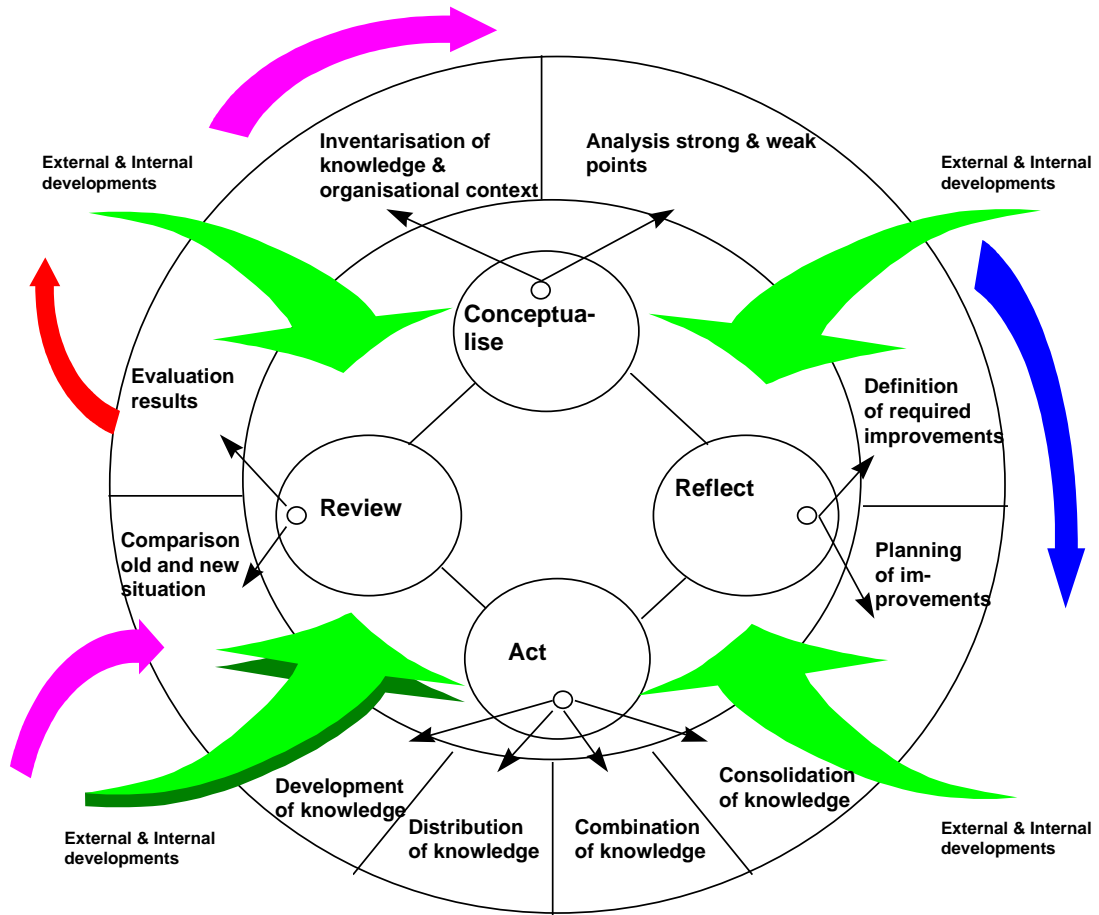 Inventarisation of
knowledge &
organisational context
Analysis strong & weak
points
External & Internal
developments
External & Internal
developments
Conceptua-
lise
Evaluation
results
Definition
of required
improvements
Review
Reflect
Comparison
old and new
situation
Planning
of im-
provements
Act
Development
of knowledge
Distribution
of knowledge
Combination
of knowledge
Consolidation
of knowledge
External & Internal
developments
External & Internal
developments